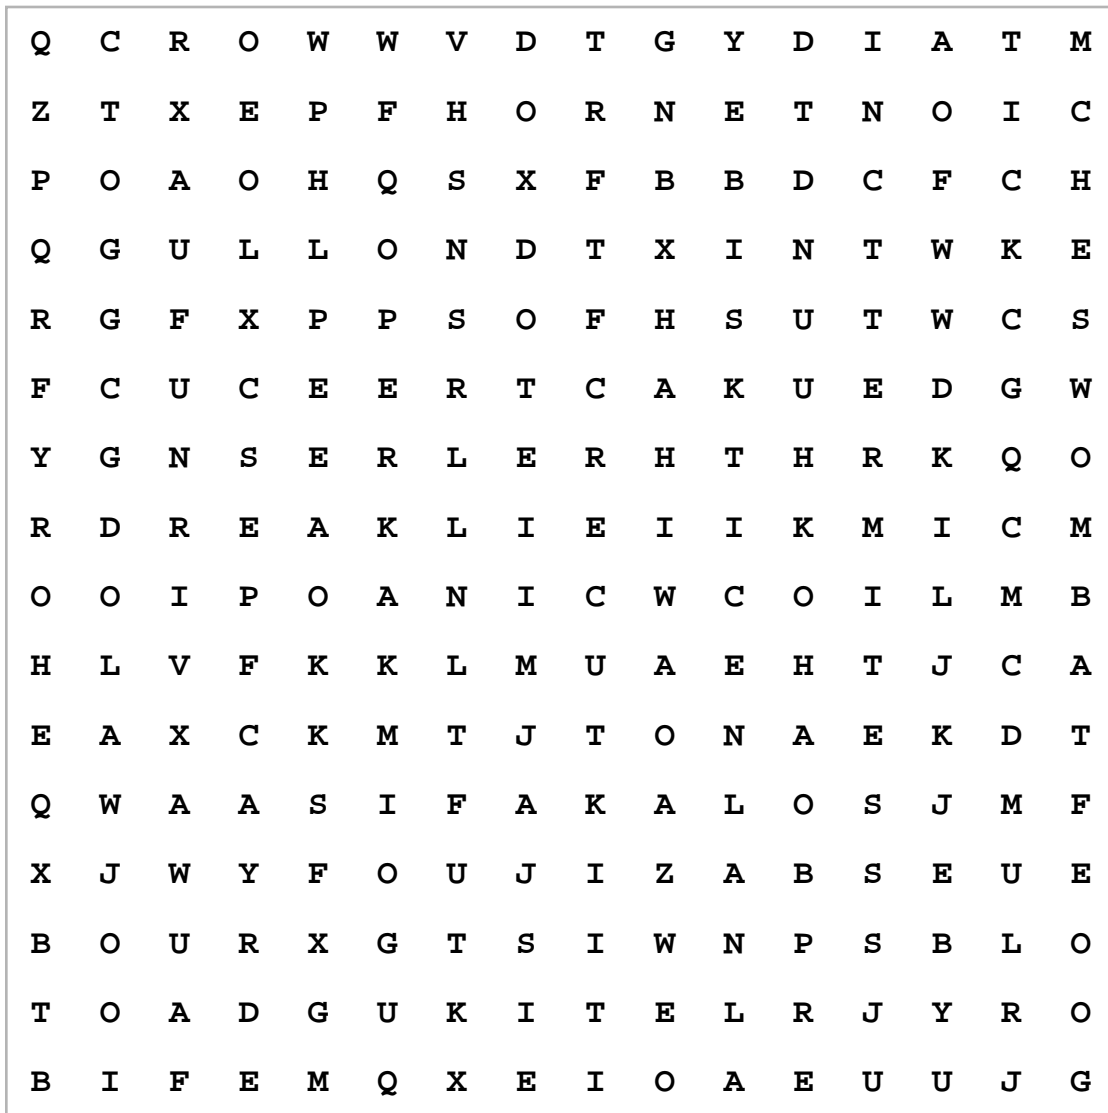 Q C R O W W V D T G Y D I A T M
Z T X E P F H O R N E T N O I C
P O A O H Q S X F B B D C F C H
Q G U L L O N D T X I N T W K E
R G F X P P S O F H S U T W C S
F C U C E E R T C A K U E D G W
Y G N S E R L E R H T H R K Q O
R D R E A K L I E I I K M I C M
O O I P O A N I C W C O I L M B
H L V F K K L M U A E H T J C A
E A X C K M T J T O N A E K D T
Q W A A S I F A K A L O S J M F
X J W Y F O U J I Z A B S E U E
B O U R X G T S I W N P S B L O
T O A D G U K I T E L R J Y R O
B I F E M Q X E I O A E U U J G